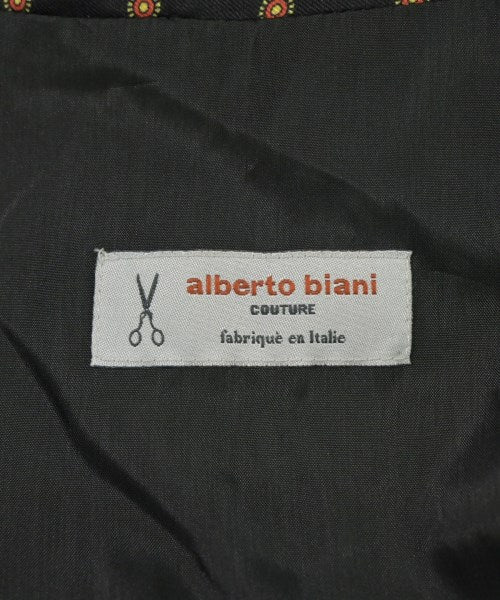 alberto biani
COUTURE
fabriquè en Italie